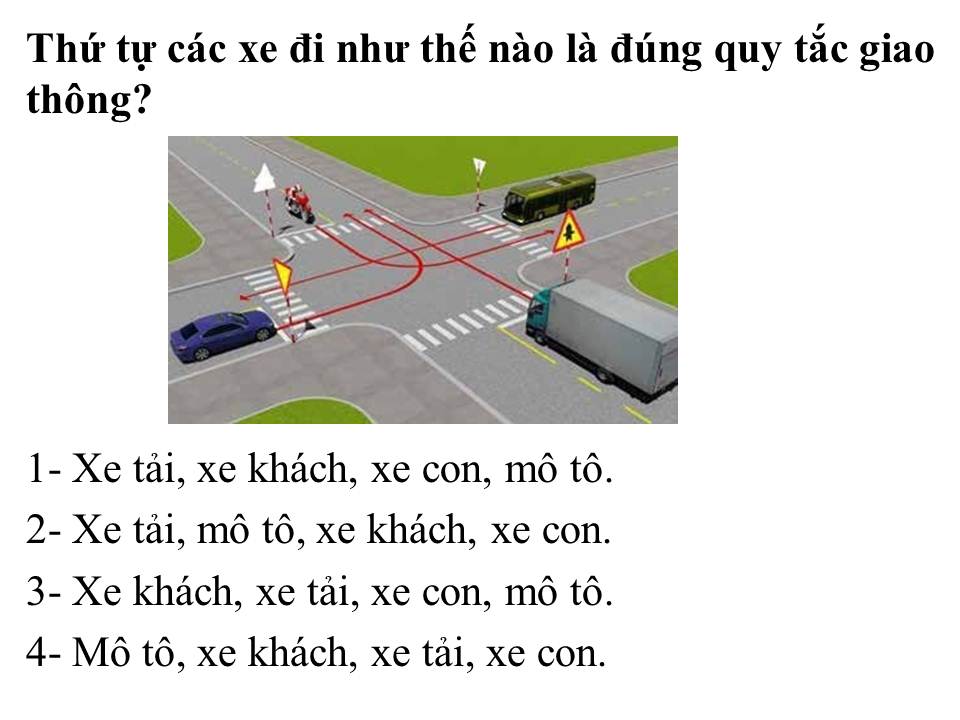 Thứ tự các xe đi như thế nào là đúng quy tắc giao
thông?
1- Xe tải, xe khách, xe con, mô tô.
2- Xe tải, mô tô, xe khách, xe con.
3- Xe khách, xe tải, xe con, mô tô.
4- Mô tô, xe khách, xe tải, xe con.